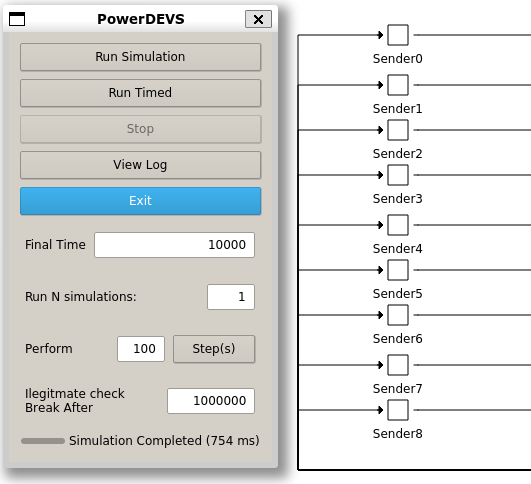 PowerDEVS
Run Simulation
Run Timed
Stop
View Log
Exit
Final Time 10000
Run N simulations: 1
Perform 100 Step(s)
Ilegitmate check
Break After 1000000
Simulation Completed (754 ms)
Sender0
Sender1
Sender2
Sender3
Sender4
Sender5
Sender6
Sender7
Sender8